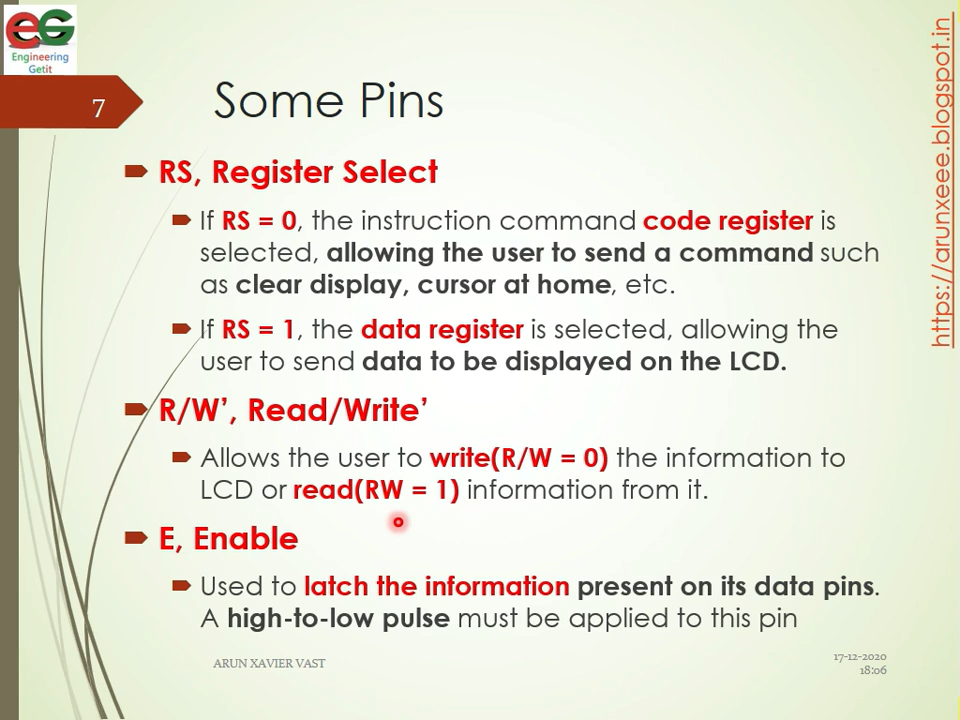 eG
Engineering
Getit
7
Some Pins
RS, Register Select
If RS = 0, the instruction command code register is
selected, allowing the user to send a command such
as clear display, cursor at home, etc.
If RS = 1, the data register is selected, allowing the
user to send data to be displayed on the LCD.
R/W’, Read/Write’
Allows the user to write(R/W = 0) the information to
LCD or read(RW = 1) information from it.
E, Enable
Used to latch the information present on its data pins.
A high-to-low pulse must be applied to this pin
ARUN XAVIER VAST
17-12-2020
18:06
https://arunxeee.blogspot.in